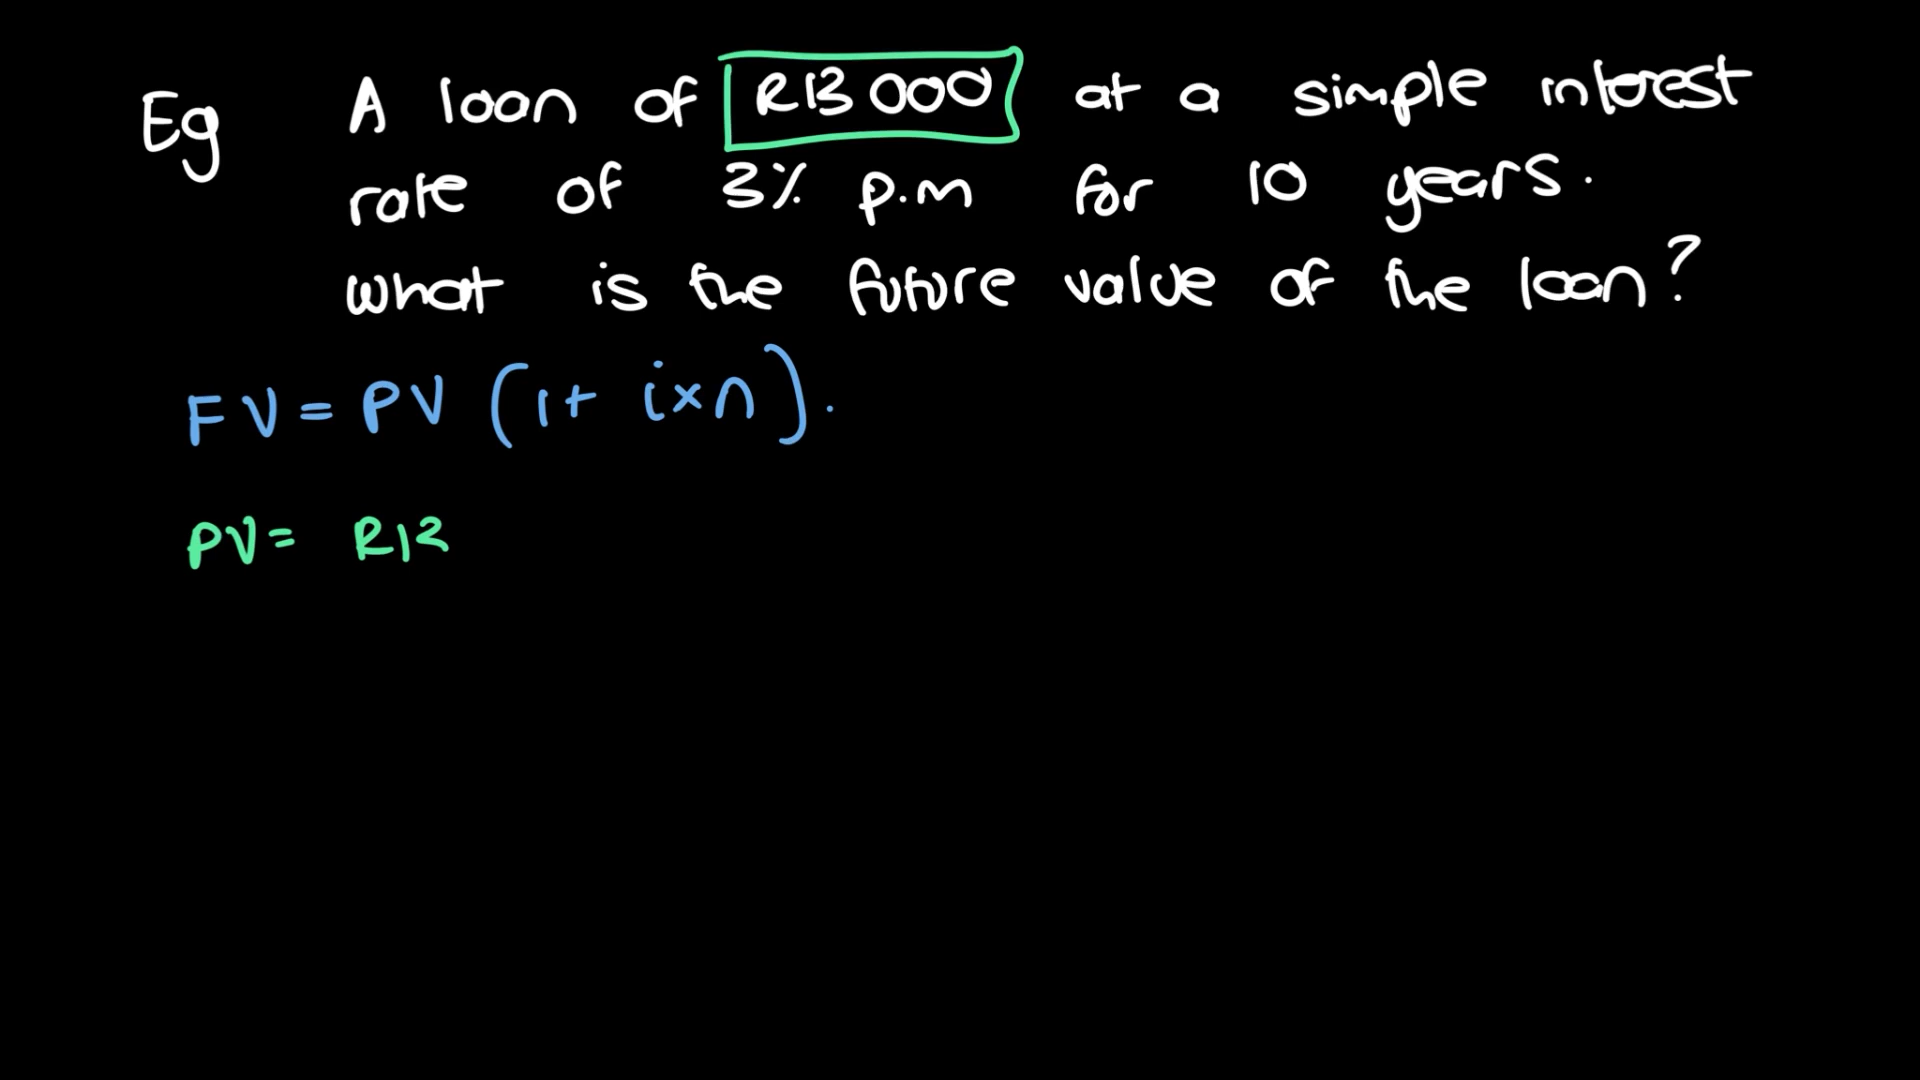 Eg A loan of R13 000 at a simple interest
rate of 3% p.m for 10 years.
what is the future value of the loan?
FV = PV (1 + i×n).
PV = R12